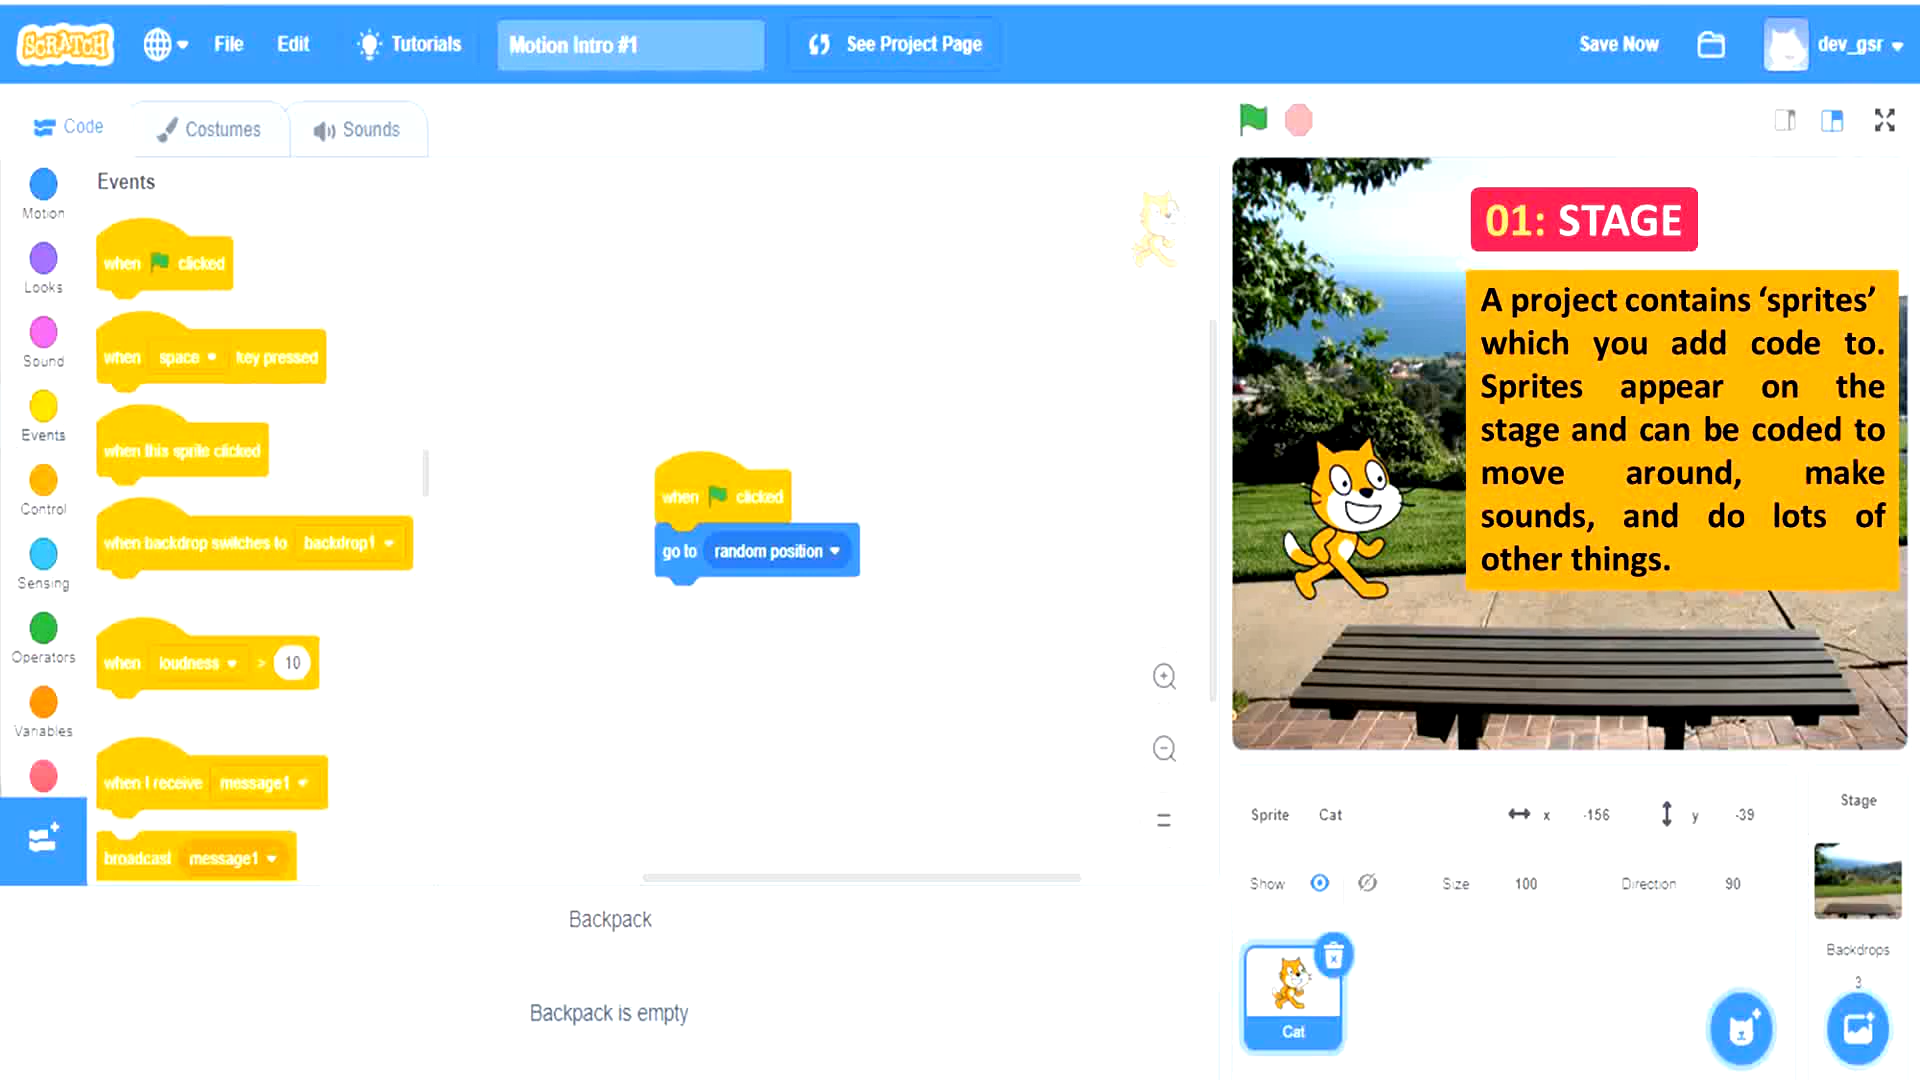 SCRATCH File Edit Tutorials Motion Intro #1 See Project Page Save Now dev_gsr
Code Costumes Sounds
Motion
Looks
Sound
Events
Control
Sensing
Operators
Variables
Events
when clicked
when space key pressed
when this sprite clicked
when backdrop switches to backdrop1
when loudness > 10
when I receive message1
broadcast message1
when clicked
go to random position
Backpack
Backpack is empty
01: STAGE
A project contains ‘sprites’
which you add code to.
Sprites appear on the
stage and can be coded to
move around, make
sounds, and do lots of
other things.
Sprite Cat x -156 y -39
Show Size 100 Direction 90
Cat
Stage
Backdrops
3